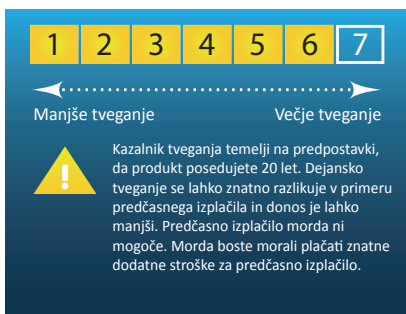 1 2 3 4 5 6 7
Manjše tveganje Večje tveganje
Kazalnik tveganja temelji na predpostavki,
da produkt posedujete 20 let. Dejansko
tveganje se lahko znatno razlikuje v primeru
predčasnega izplačila in donos je lahko
manjši. Predčasno izplačilo morda ni
mogoče. Morda boste morali plačati znatne
dodatne stroške za predčasno izplačilo.